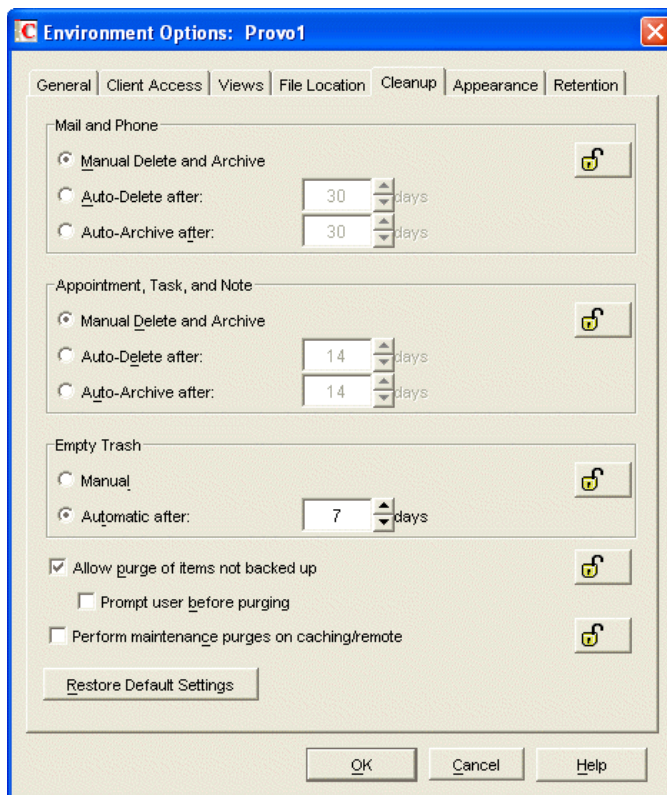 C Environment Options: Provo1
General Client Access Views File Location Cleanup Appearance Retention
Mail and Phone
Manual Delete and Archive
Auto-Delete after: 30 days
Auto-Archive after: 30 days
Appointment, Task, and Note
Manual Delete and Archive
Auto-Delete after: 14 days
Auto-Archive after: 14 days
Empty Trash
Manual
Automatic after: 7 days
Allow purge of items not backed up
Prompt user before purging
Perform maintenance purges on caching/remote
Restore Default Settings
OK Cancel Help